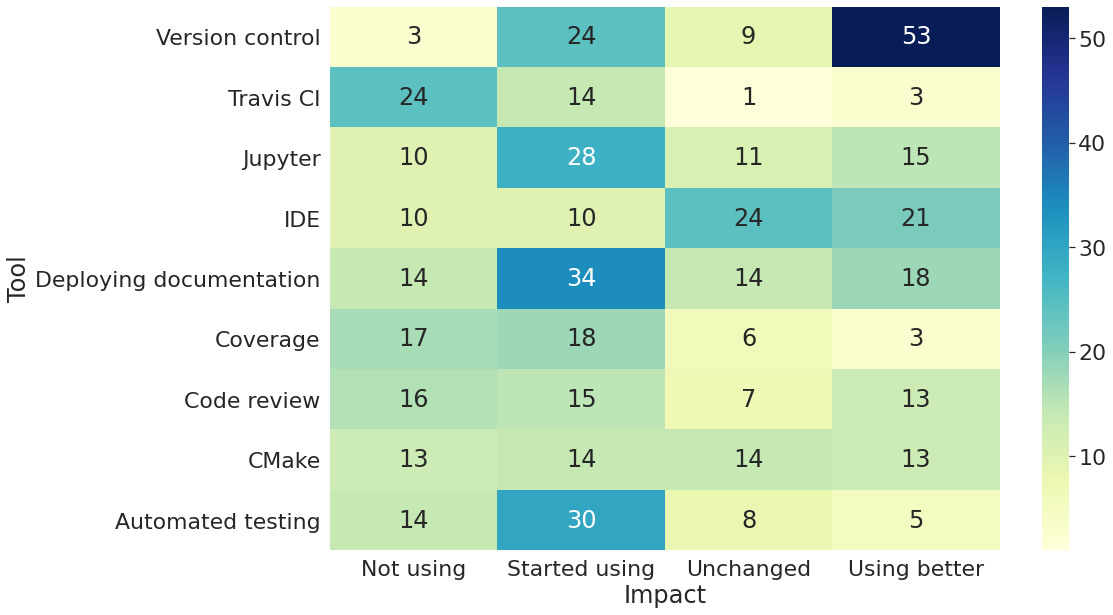 Version control 3 24 9 53
Travis CI 24 14 1 3
Jupyter 10 28 11 15
IDE 10 10 24 21
Deploying documentation 14 34 14 18
Coverage 17 18 6 3
Code review 16 15 7 13
CMake 13 14 14 13
Automated testing 14 30 8 5
Not using Started using Unchanged Using better
Impact
Tool
50
40
30
20
10